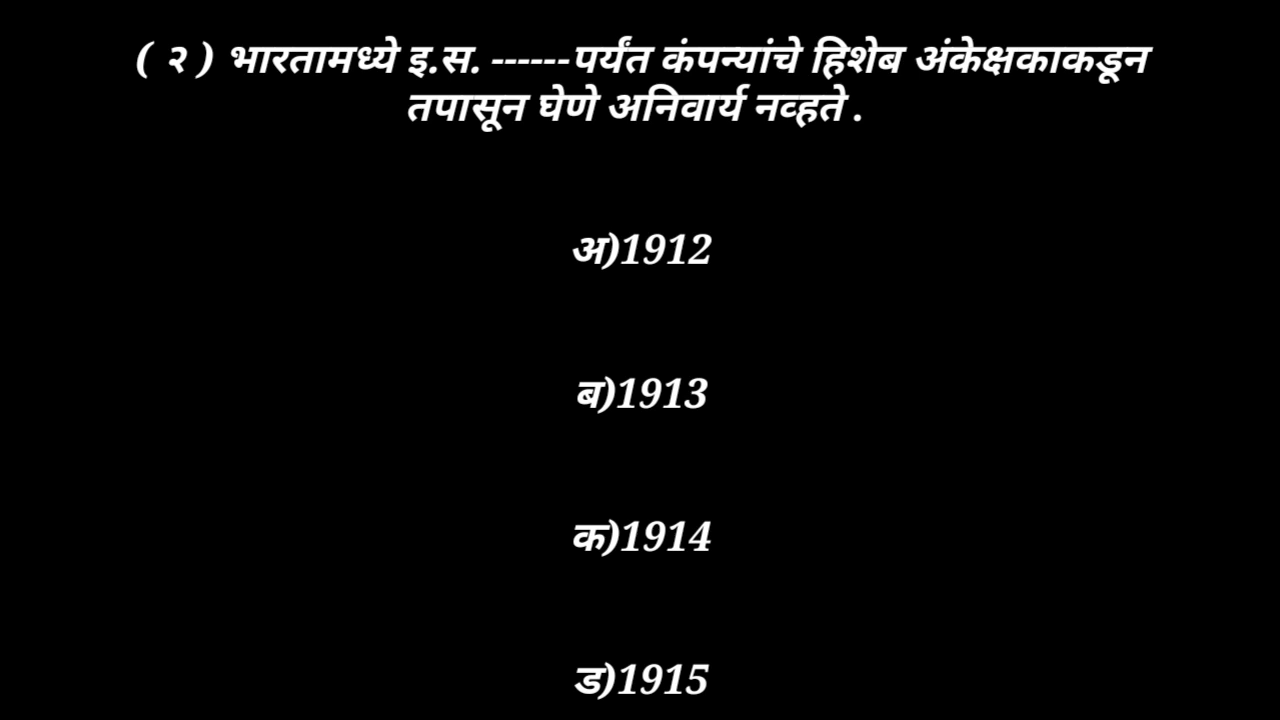 ( २ ) भारतामध्ये इ.स. ------पर्यंत कंपन्यांचे हिशेब अंकेक्षकाकडून
तपासून घेणे अनिवार्य नव्हते .
अ)1912
ब)1913
क)1914
ड)1915